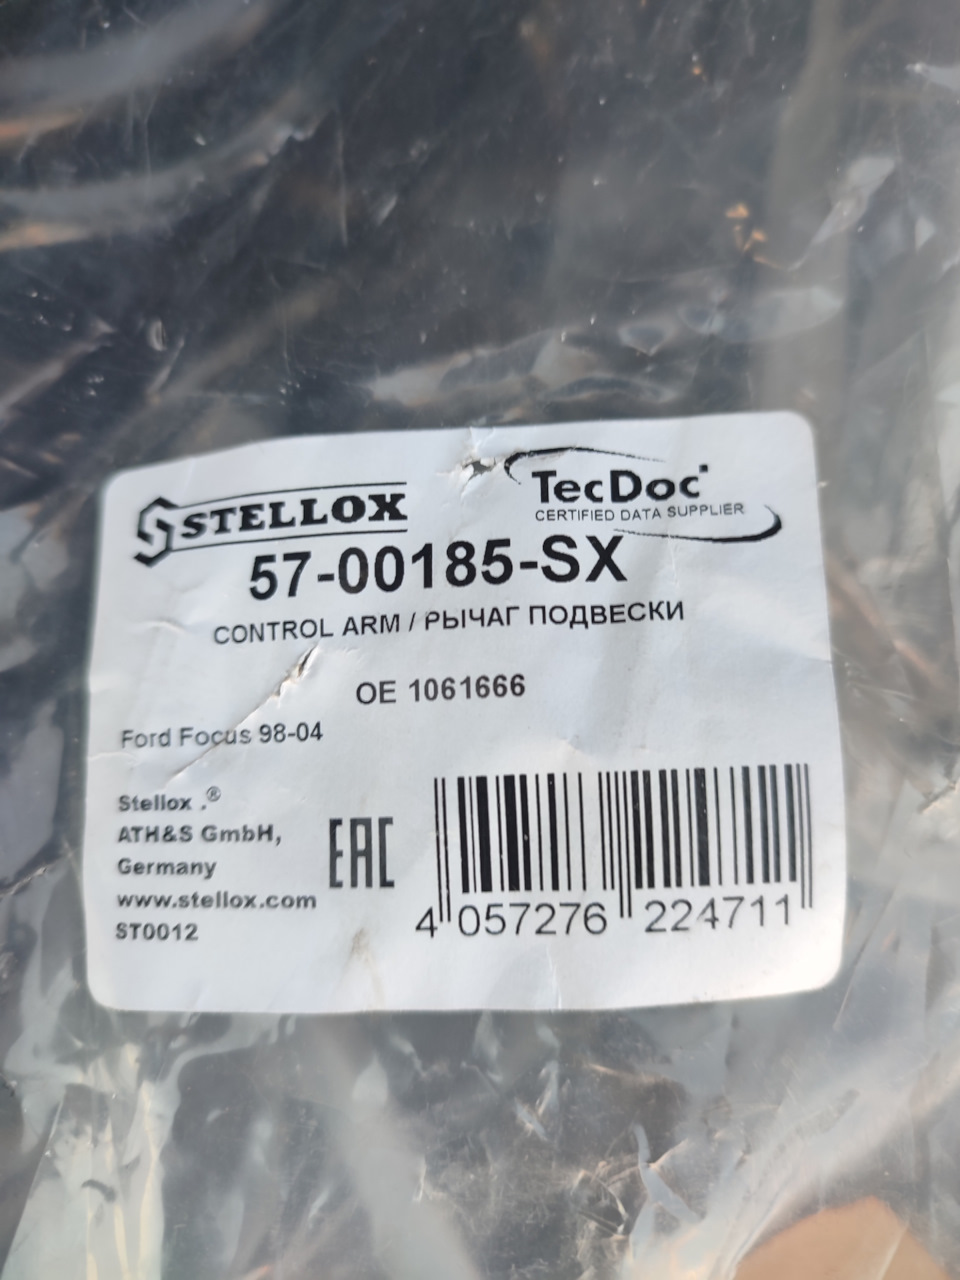 STELLOX
TecDoc
CERTIFIED DATA SUPPLIER
57-00185-SX
CONTROL ARM / РЫЧАГ ПОДВЕСКИ
OE 1061666
Ford Focus 98-04
Stellox .®
ATH&S GmbH,
Germany
www.stellox.com
ST0012
EAC
4 057276 224711